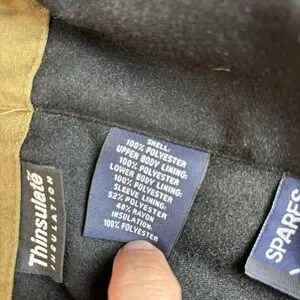 SHELL:
100% POLYESTER
UPPER BODY LINING:
100% POLYESTER
LOWER BODY LINING:
100% POLYESTER
SLEEVE LINING:
52% POLYESTER
48% RAYON
INSULATION:
100% POLYESTER
Thinsulate
INSULATION
SPARES